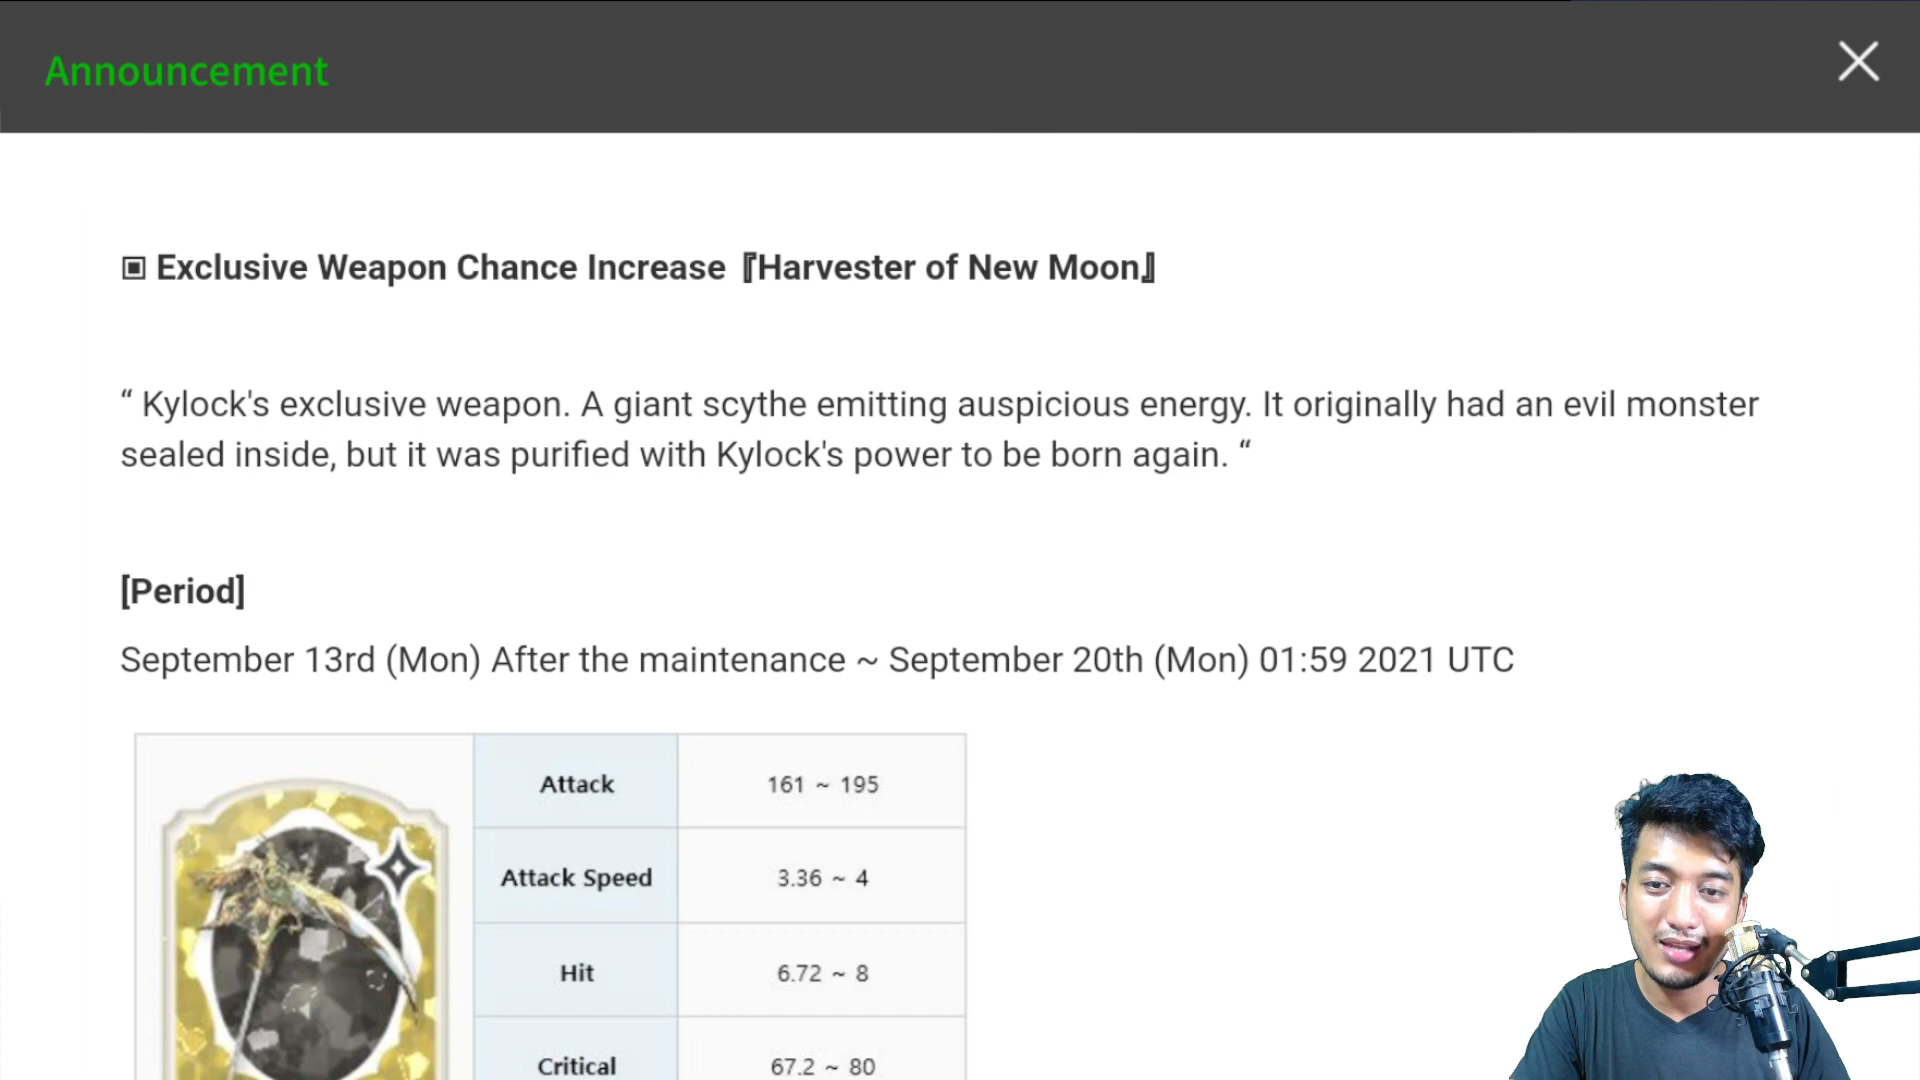 Announcement
▣ Exclusive Weapon Chance Increase『Harvester of New Moon』
“ Kylock's exclusive weapon. A giant scythe emitting auspicious energy. It originally had an evil monster
sealed inside, but it was purified with Kylock's power to be born again. “
[Period]
September 13rd (Mon) After the maintenance ~ September 20th (Mon) 01:59 2021 UTC
Attack 161 ~ 195
Attack Speed 3.36 ~ 4
Hit 6.72 ~ 8
Critical 67.2 ~ 80